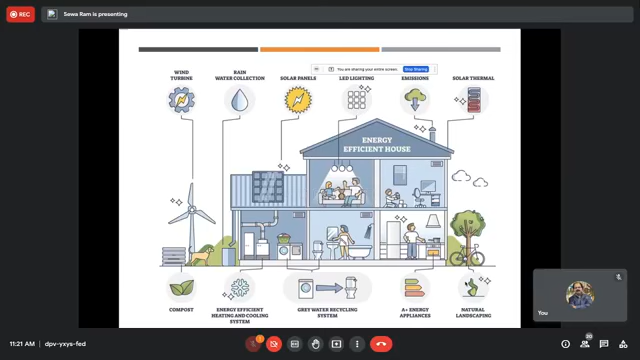 REC
Sewa Ram is presenting
You are sharing your entire screen.
Stop Sharing
WIND
TURBINE
RAIN
WATER COLLECTION
SOLAR PANELS
LED LIGHTING
EMISSIONS
SOLAR THERMAL
ENERGY
EFFICIENT HOUSE
COMPOST
ENERGY EFFICIENT
HEATING AND COOLING
SYSTEM
GREY WATER RECYCLING
SYSTEM
A+ ENERGY
APPLIANCES
NATURAL
LANDSCAPING
You
11:21 AM
dpv-yxys-fed
20